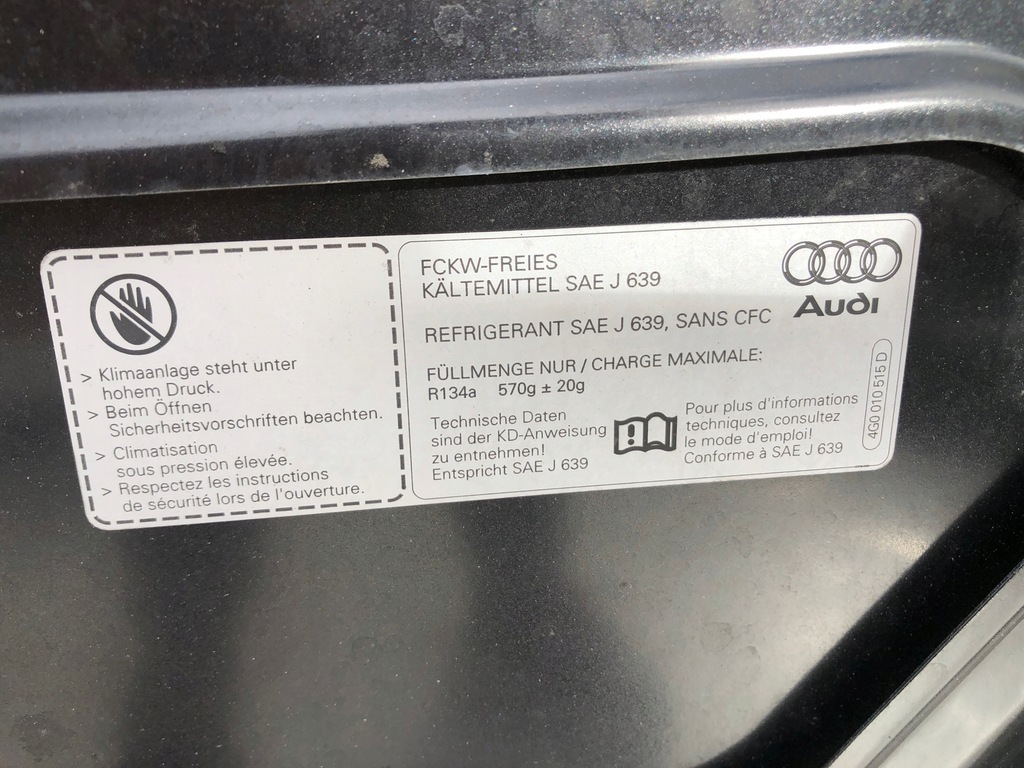 > Klimaanlage steht unter
hohem Druck.
> Beim Öffnen
Sicherheitsvorschriften beachten.
> Climatisation
sous pression élevée.
> Respectez les instructions
de sécurité lors de l'ouverture.
FCKW-FREIES
KÄLTEMITTEL SAE J 639
REFRIGERANT SAE J 639, SANS CFC
FÜLLMENGE NUR / CHARGE MAXIMALE:
R134a 570g ± 20g
Technische Daten
sind der KD-Anweisung
zu entnehmen!
Entspricht SAE J 639
Pour plus d'informations
techniques, consultez
le mode d'emploi!
Conforme à SAE J 639
Audi
4G0 010 515 D